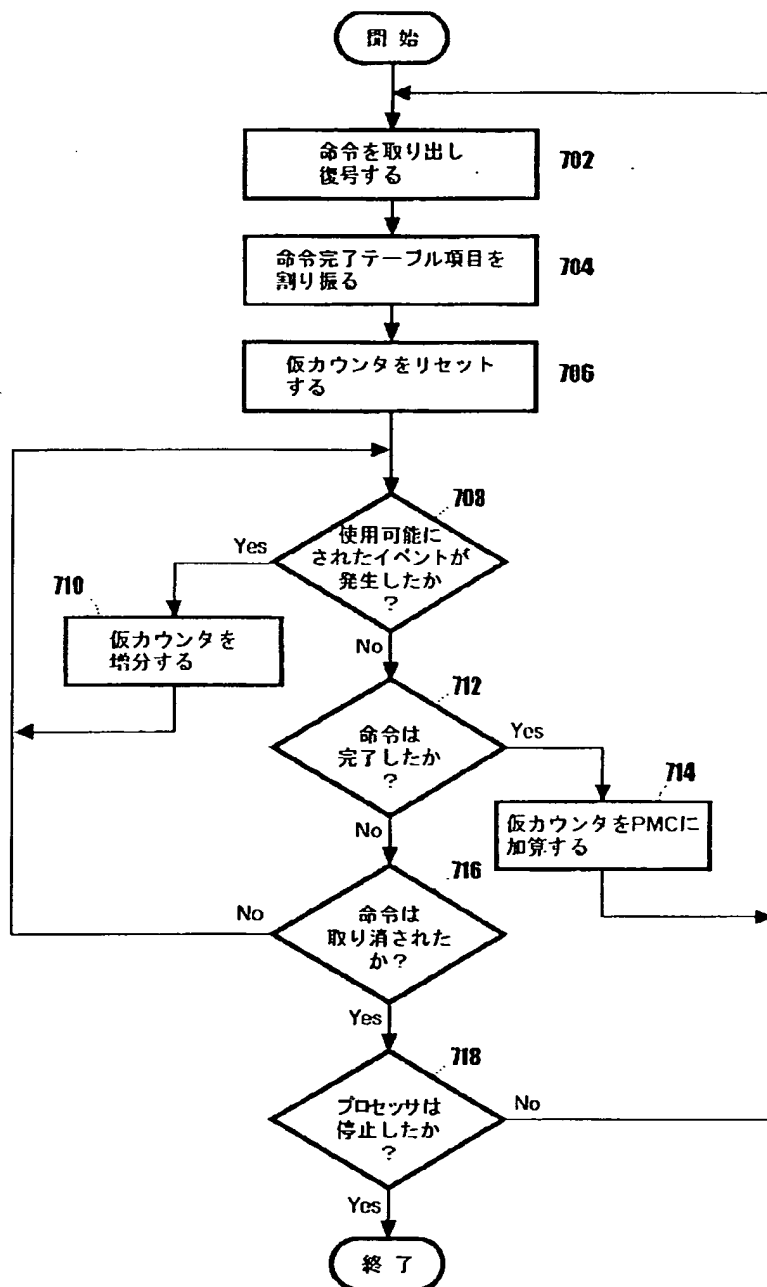 開始
命令を取り出し
復号する
702
命令完了テーブル項目を
割り振る
704
仮カウンタをリセット
する
706
708
使用可能に
されたイベントが
発生したか
?
Yes
No
710
仮カウンタを
増分する
712
命令は
完了したか
?
Yes
No
714
仮カウンタをPMCに
加算する
716
命令は
取り消された
か?
No
Yes
718
プロセッサは
停止したか
?
No
Yes
終了